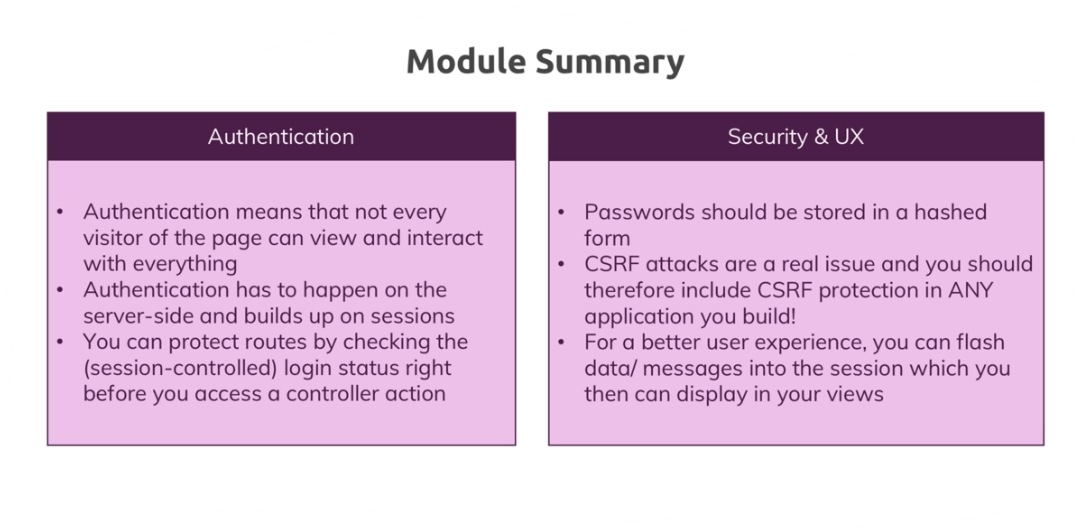 Module Summary
Authentication
• Authentication means that not every
visitor of the page can view and interact
with everything
• Authentication has to happen on the
server-side and builds up on sessions
• You can protect routes by checking the
(session-controlled) login status right
before you access a controller action
Security & UX
• Passwords should be stored in a hashed
form
• CSRF attacks are a real issue and you should
therefore include CSRF protection in ANY
application you build!
• For a better user experience, you can flash
data/ messages into the session which you
then can display in your views